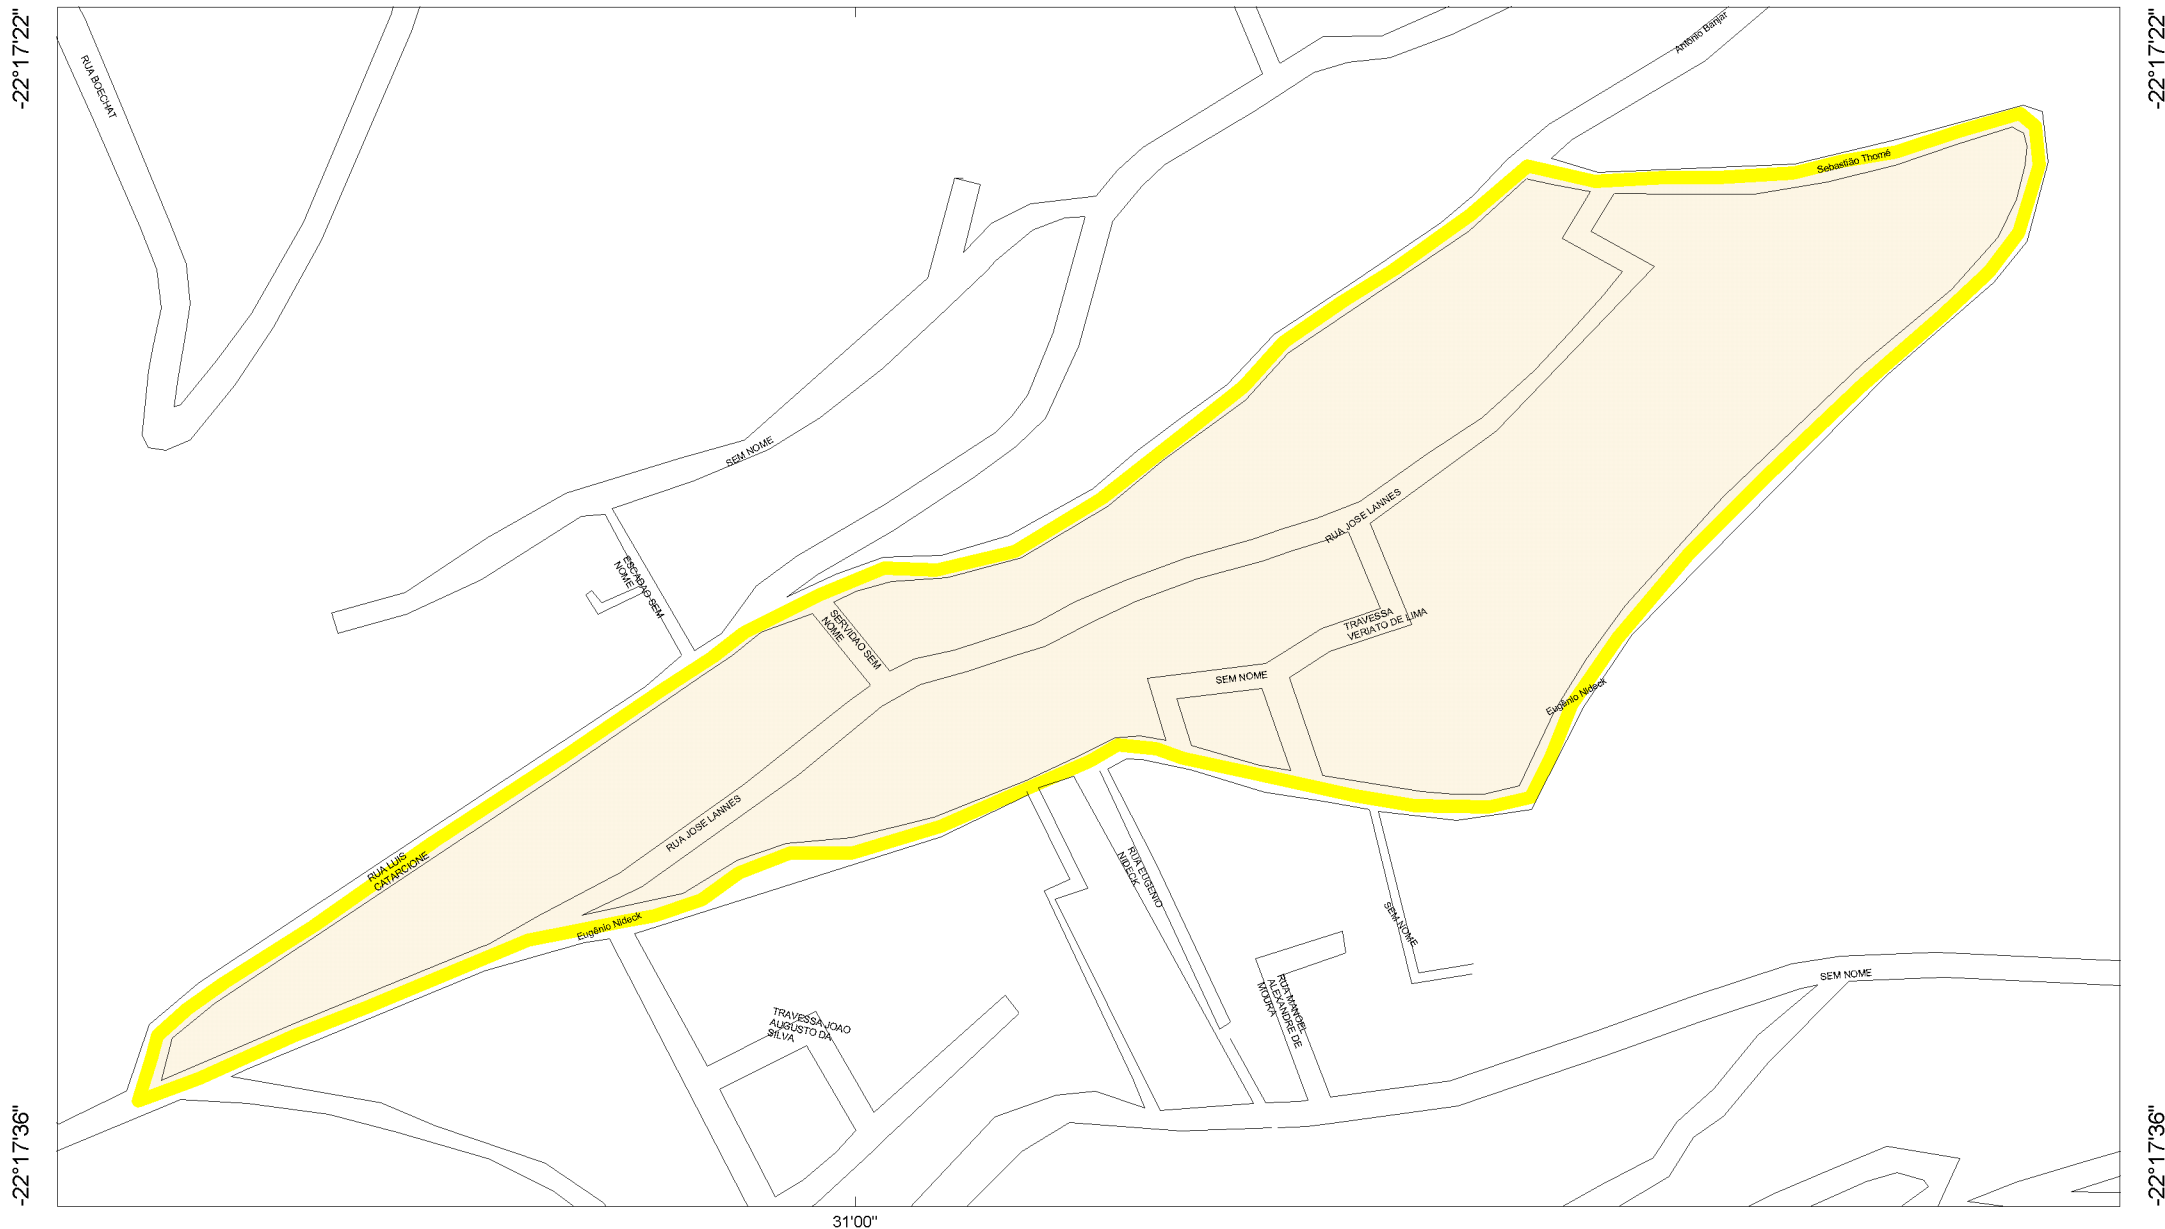 -22°17'22"
-22°17'22"
RUA BOECHAT
Antônio Banjar
Sebastião Thomé
SEM NOME
RUA JOSE LANNES
ESCADAO SEM
NOME
SERVIDAO SEM
NOME
TRAVESSA
VERIATO DE LIMA
SEM NOME
Eugênio Nideck
RUA JOSE LANNES
RUA LUIS
CATARCIONE
RUA EUGENIO
NIDECK
Eugênio Nideck
SEM NOME
SEM NOME
RUA MANOEL
ALEXANDRE DE
MOURA
TRAVESSA JOAO
AUGUSTO DA
SILVA
-22°17'36"
-22°17'36"
31'00"